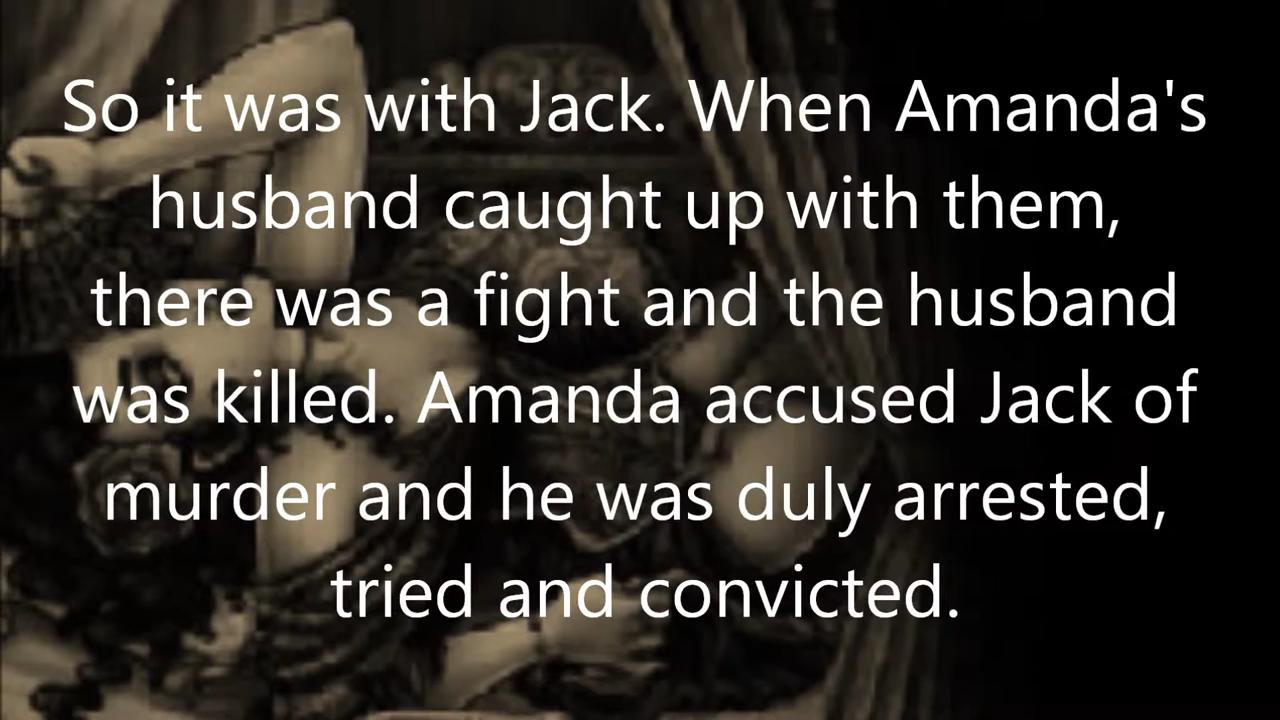 So it was with Jack. When Amanda's
husband caught up with them,
there was a fight and the husband
was killed. Amanda accused Jack of
murder and he was duly arrested,
tried and convicted.